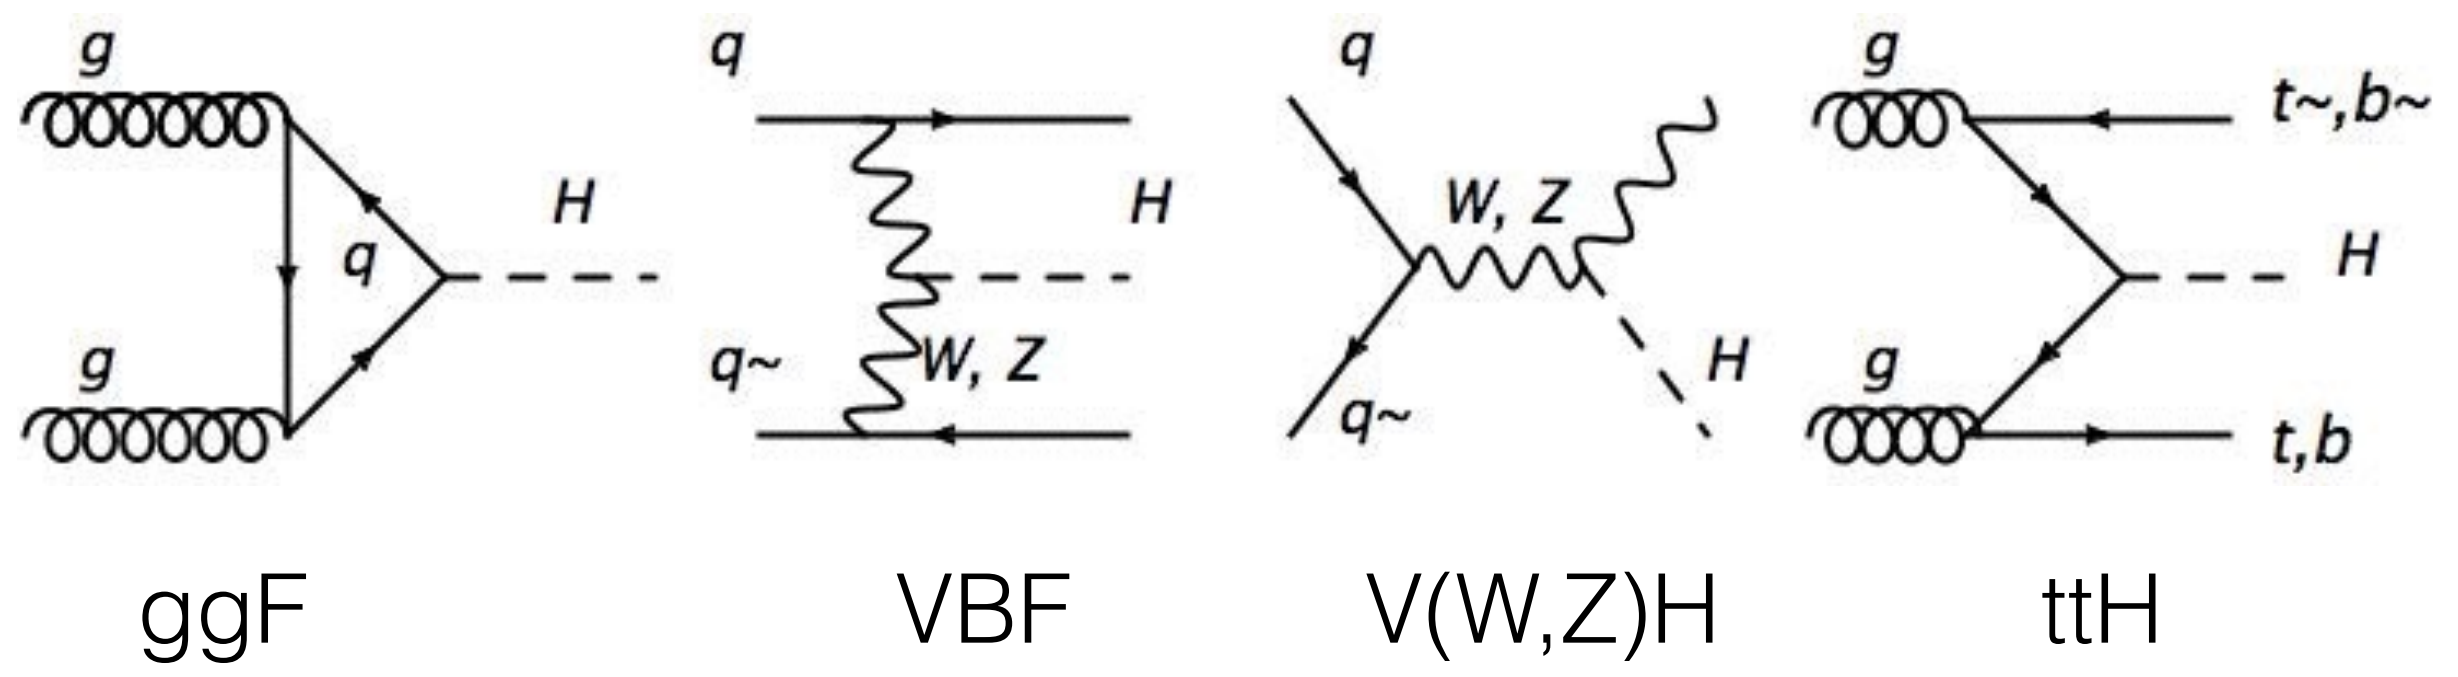 g
g
q
H
ggF
q
q~
W, Z
H
VBF
q
q~
W, Z
H
V(W,Z)H
g
g
t~,b~
H
t,b
ttH